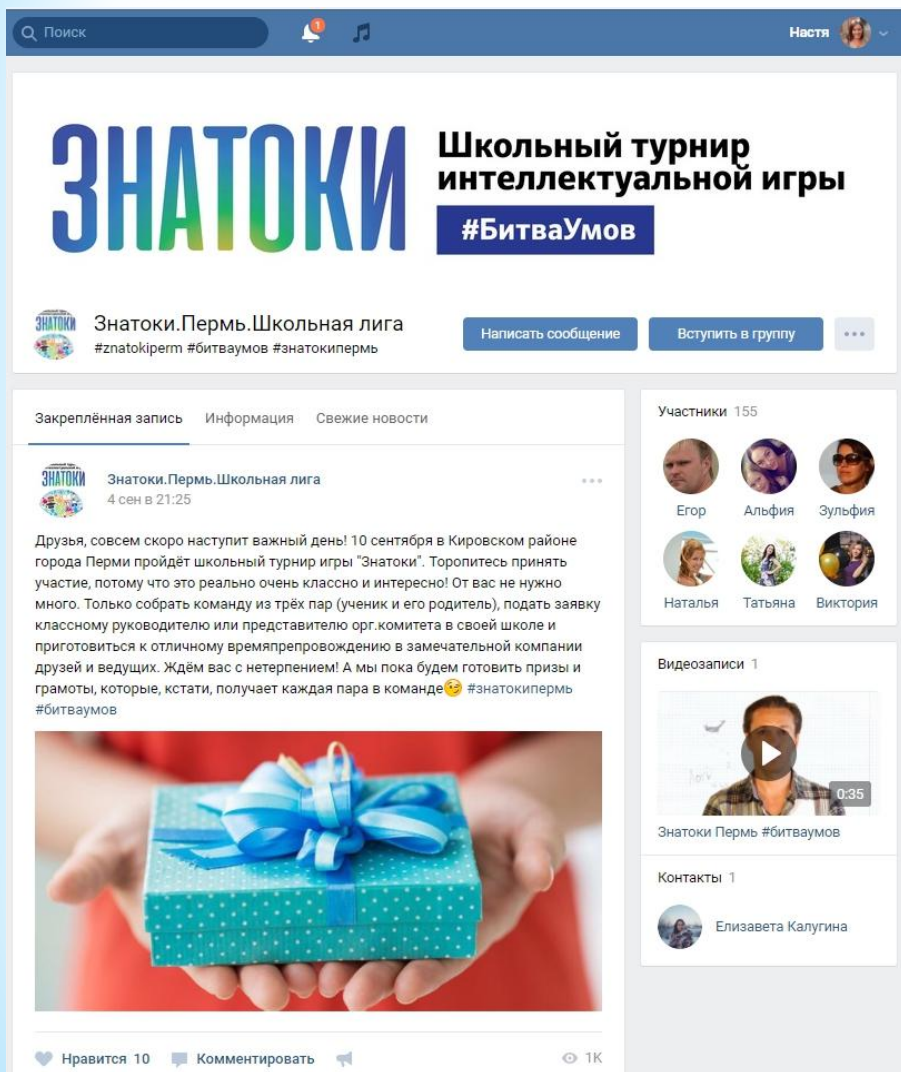 Поиск
1
Настя
ЗНАТОКИ
Школьный турнир
интеллектуальной игры
#БитваУмов
ЗНАТОКИ
Знатоки.Пермь.Школьная лига
#znatokiperm #битваумов #знатокипермь
Написать сообщение
Вступить в группу
Закреплённая запись Информация Свежие новости
ЗНАТОКИ
Знатоки.Пермь.Школьная лига
4 сен в 21:25
Друзья, совсем скоро наступит важный день! 10 сентября в Кировском районе
города Перми пройдёт школьный турнир игры "Знатоки". Торопитесь принять
участие, потому что это реально очень классно и интересно! От вас не нужно
много. Только собрать команду из трёх пар (ученик и его родитель), подать заявку
классному руководителю или представителю орг.комитета в своей школе и
приготовиться к отличному времяпрепровождению в замечательной компании
друзей и ведущих. Ждём вас с нетерпением! А мы пока будем готовить призы и
грамоты, которые, кстати, получает каждая пара в команде😏 #знатокипермь
#битваумов
Нравится 10 Комментировать 1K
Участники 155
Егор Альфия Зульфия
Наталья Татьяна Виктория
Видеозаписи 1
0:35
Знатоки Пермь #битваумов
Контакты 1
Елизавета Калугина